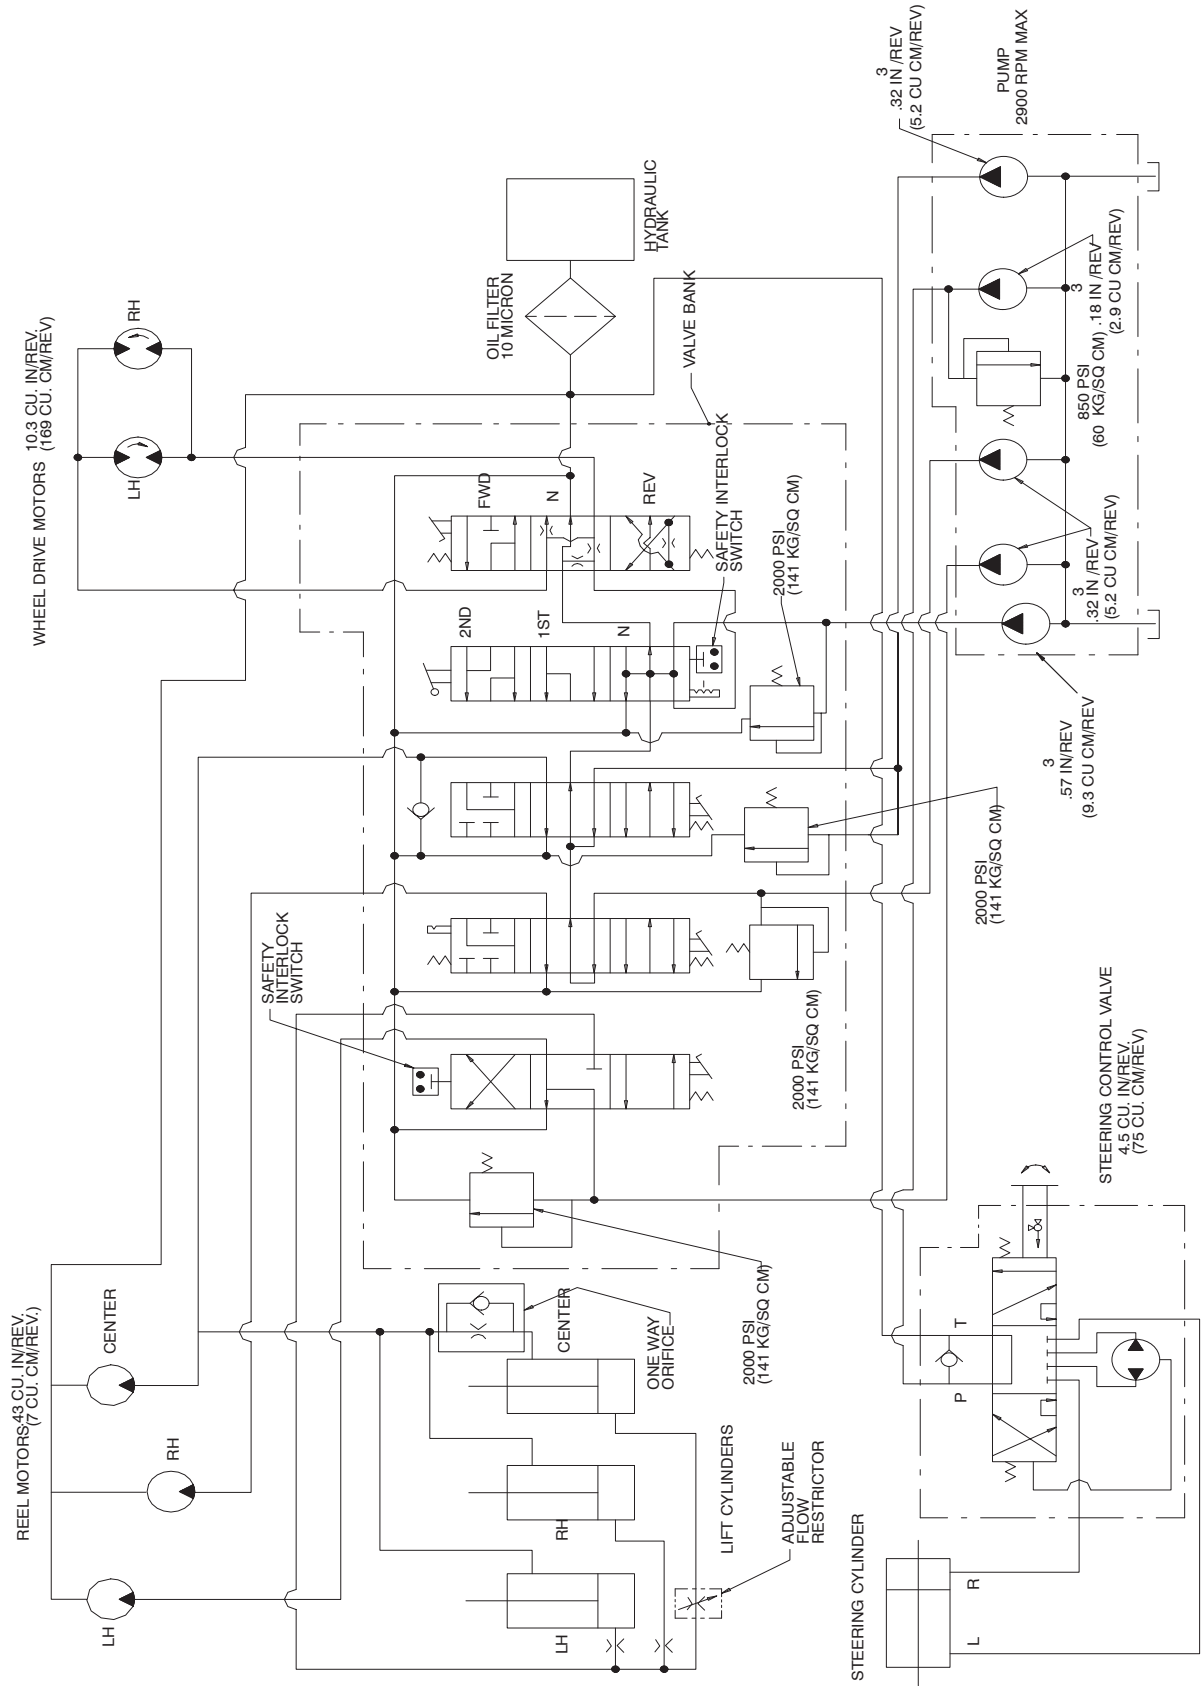 REEL MOTORS.43 CU. IN/REV.
(7 CU. CM/REV.)
LH
RH
CENTER
WHEEL DRIVE MOTORS
10.3 CU. IN/REV.
(169 CU. CM/REV)
LH
RH
OIL FILTER
10 MICRON
HYDRAULIC
TANK
VALVE BANK
SAFETY
INTERLOCK
SWITCH
SAFETY INTERLOCK
SWITCH
2ND
1ST
N
FWD
N
REV
2000 PSI
(141 KG/SQ CM)
2000 PSI
(141 KG/SQ CM)
2000 PSI
(141 KG/SQ CM)
2000 PSI
(141 KG/SQ CM)
ONE WAY
ORIFICE
CENTER
RH
LH
LIFT CYLINDERS
ADJUSTABLE
FLOW
RESTRICTOR
STEERING CYLINDER
L
R
P
T
STEERING CONTROL VALVE
4.5 CU. IN/REV.
(75 CU. CM/REV)
3
.57 IN/REV
(9.3 CU CM/REV
3
.32 IN /REV
(5.2 CU CM/REV)
850 PSI
(60 KG/SQ CM)
3
.18 IN /REV
(2.9 CU CM/REV)
3
.32 IN /REV
(5.2 CU CM/REV)
PUMP
2900 RPM MAX